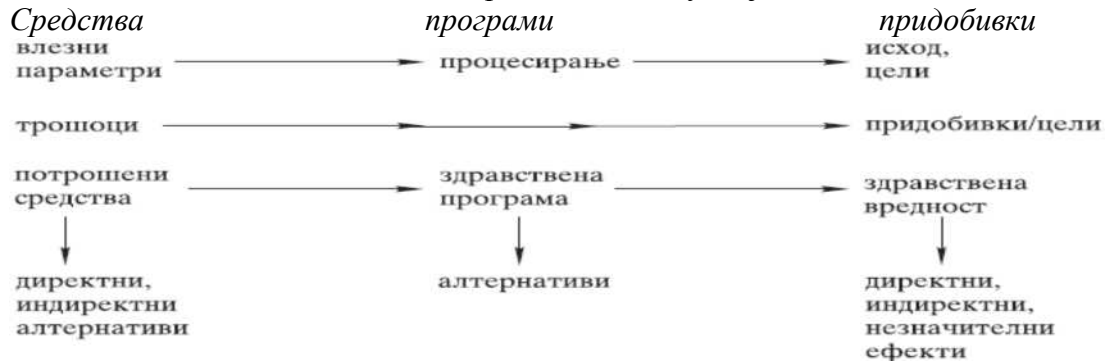 Средства програми придобивки
влезни параметри процесирање исход, цели
трошоци придобивки/цели
потрошени средства здравствена програма здравствена вредност
директни, индиректни алтернативи алтернативи директни, индиректни, незначителни ефекти